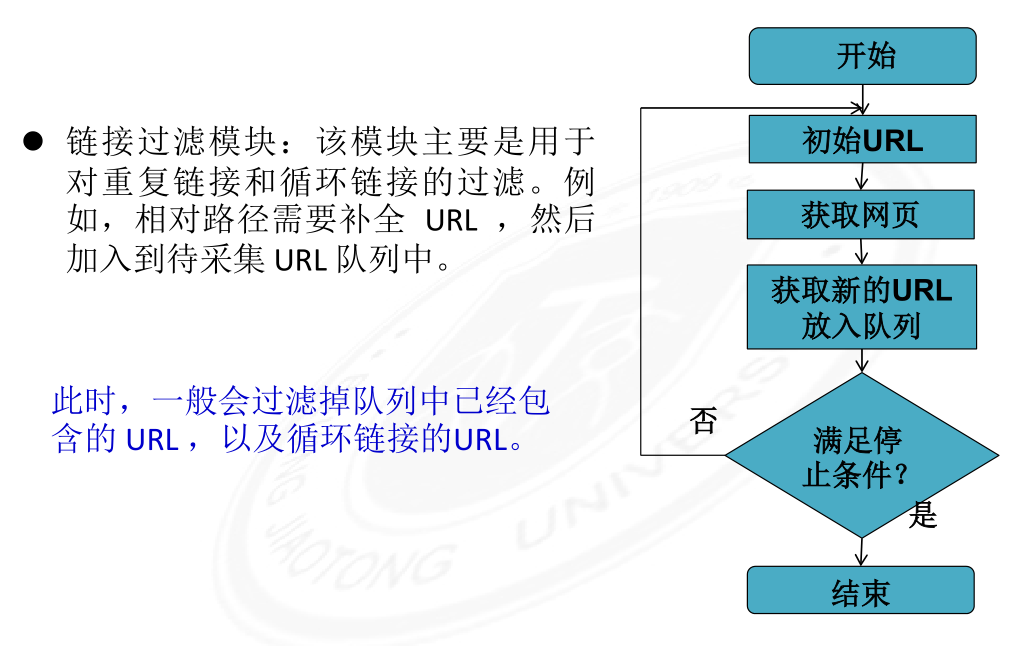 ● 链接过滤模块：该模块主要是用于
对重复链接和循环链接的过滤。例
如，相对路径需要补全 URL ，然后
加入到待采集 URL 队列中。
此时，一般会过滤掉队列中已经包
含的 URL ，以及循环链接的URL。
开始
初始URL
获取网页
获取新的URL
放入队列
否
满足停
止条件?
是
结束